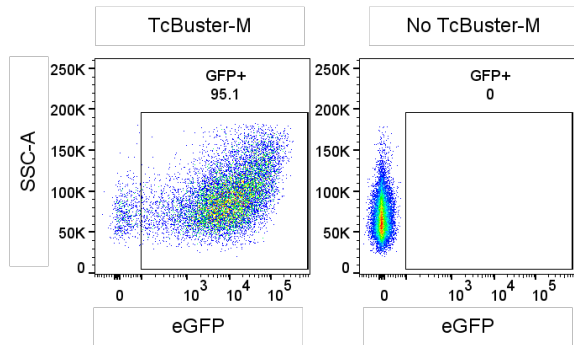 TcBuster-M
No TcBuster-M
SSC-A
250K
200K
150K
100K
50K
0
GFP+
95.1
0
10³
10⁴
10⁵
eGFP
250K
200K
150K
100K
50K
0
GFP+
0
0
10³
10⁴
10⁵
eGFP